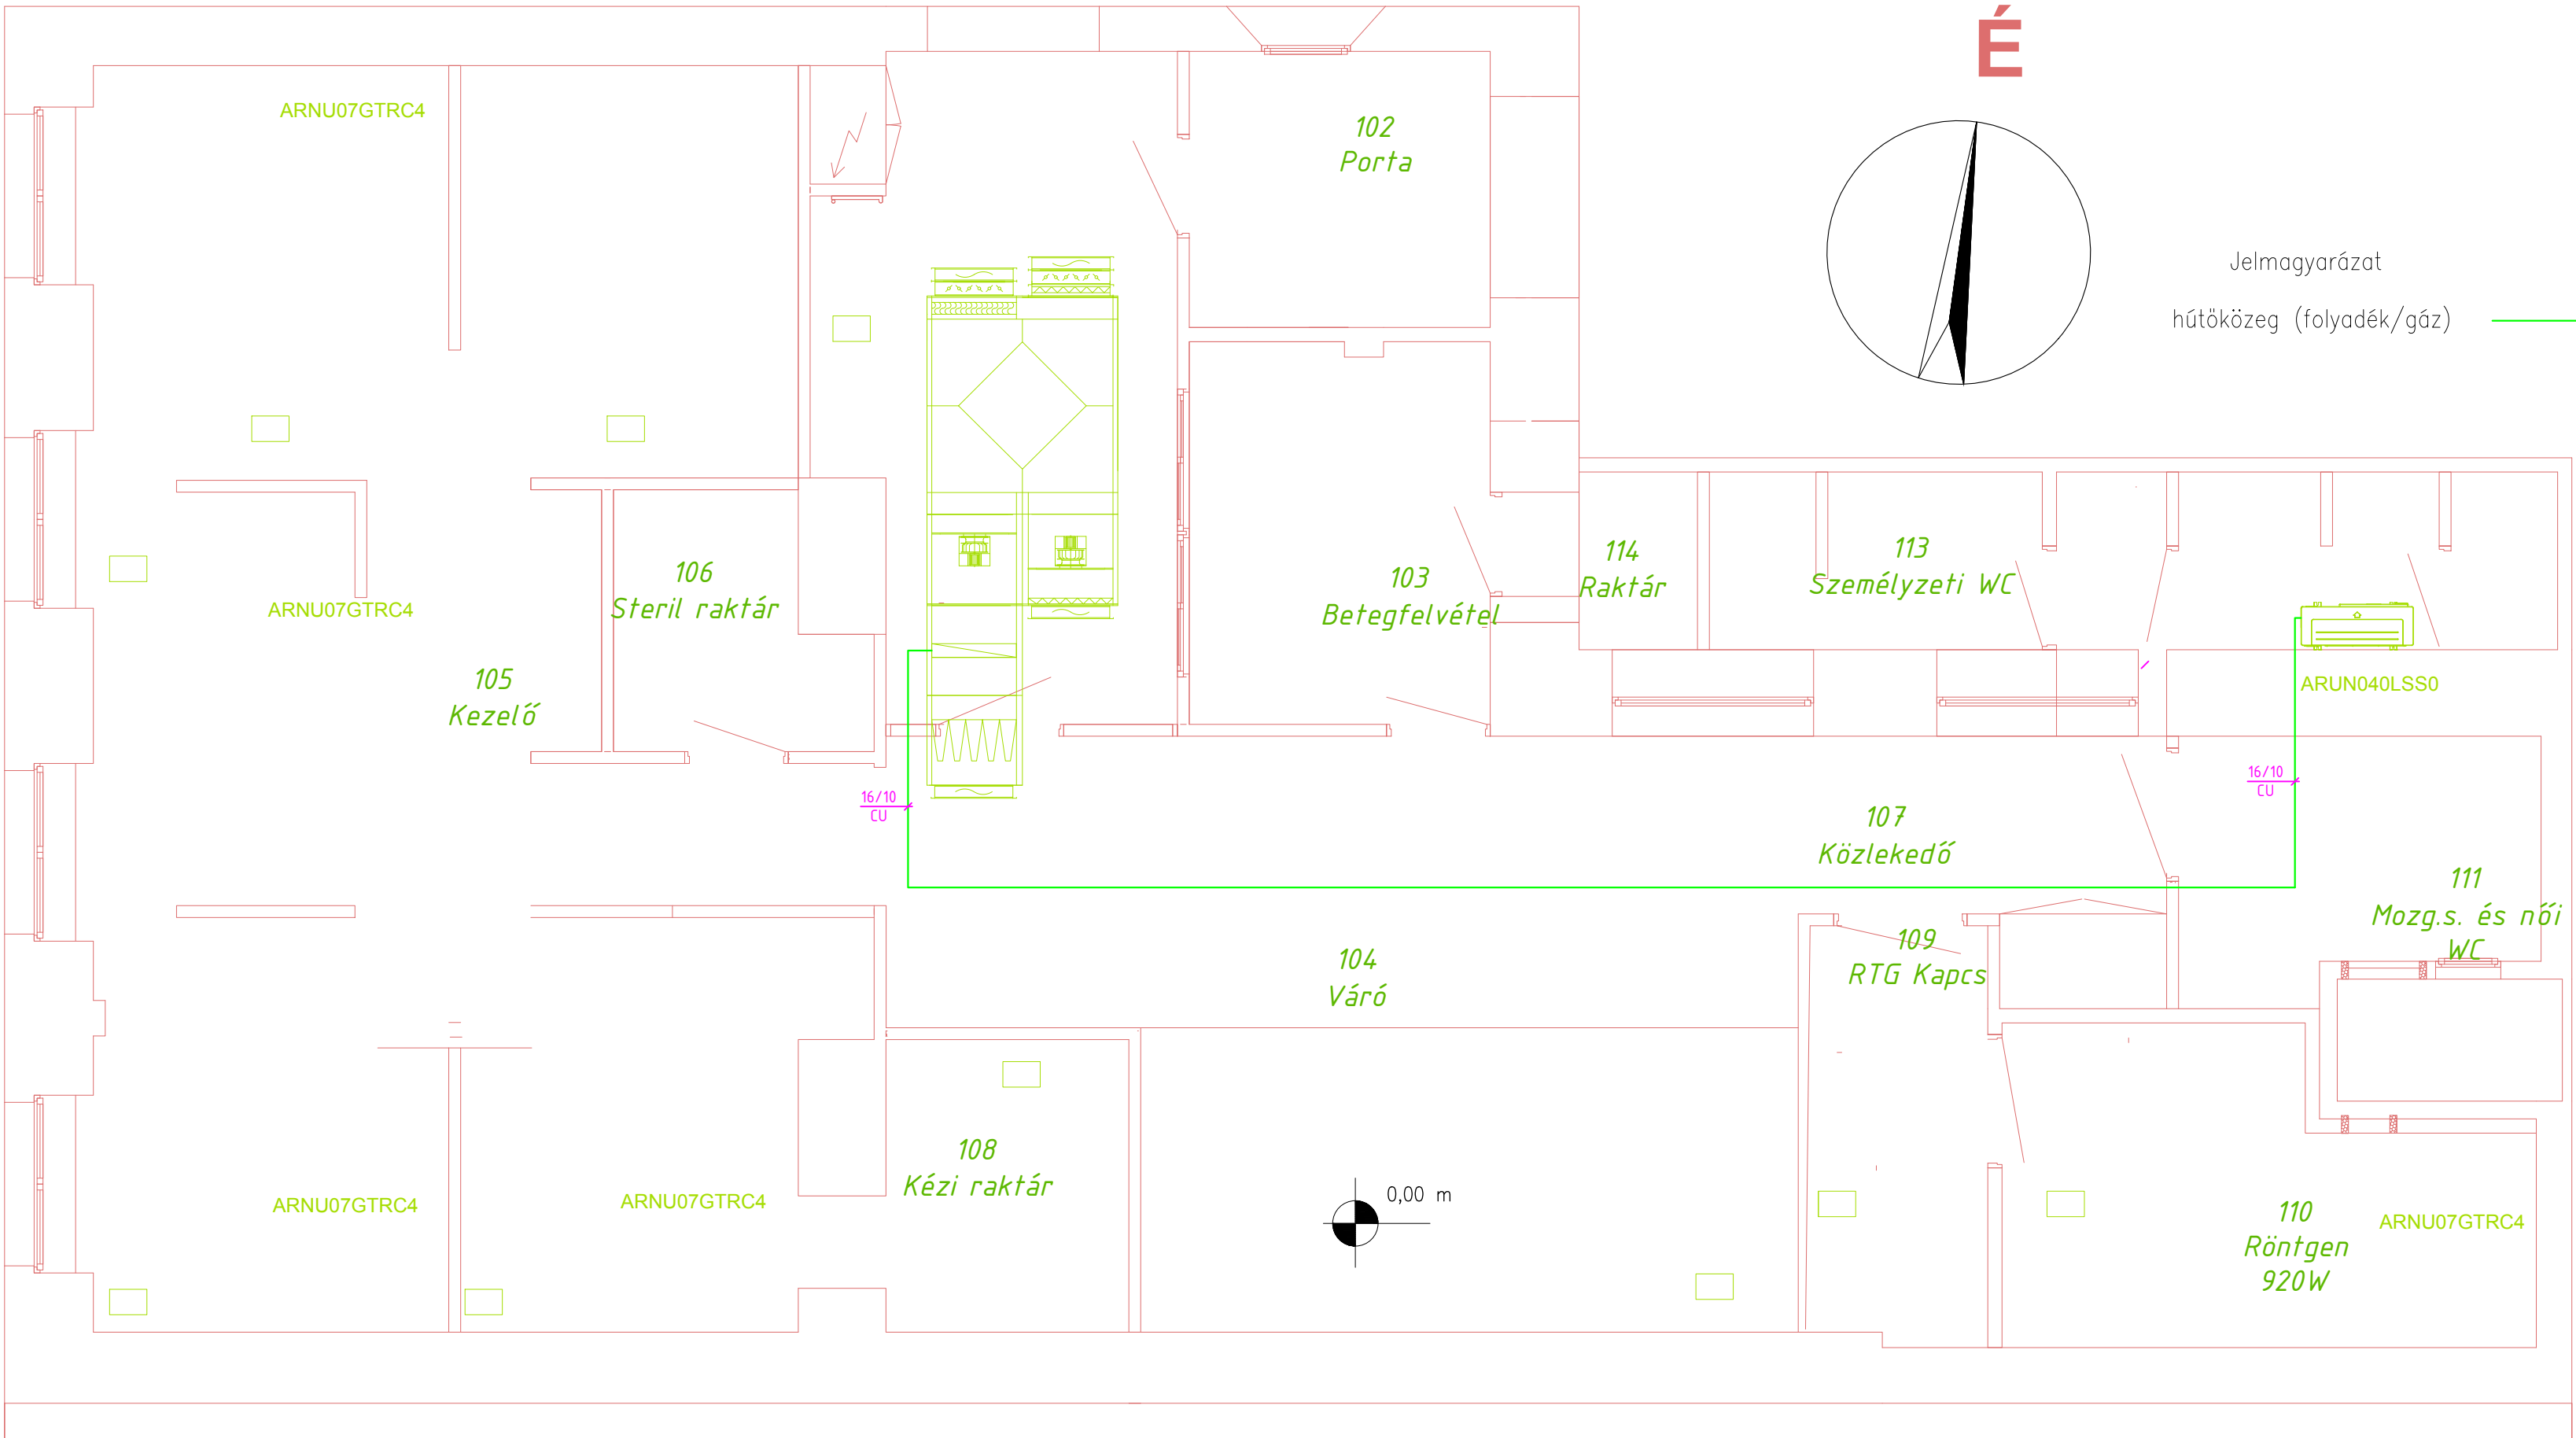 É
ARNU07GTRC4
102
Porta
Jelmagyarázat
hűtőközeg (folyadék/gáz)
106
Steril raktár
ARNU07GTRC4
103
Betegfelvétel
114
Raktár
113
Személyzeti WC
105
Kezelő
ARUN040LSS0
16/10
CU
16/10
CU
107
Közlekedő
111
Mozg.s. és női
WC
104
Váró
109
RTG Kapcs
108
Kézi raktár
ARNU07GTRC4
ARNU07GTRC4
0,00 m
110
Röntgen
920W
ARNU07GTRC4